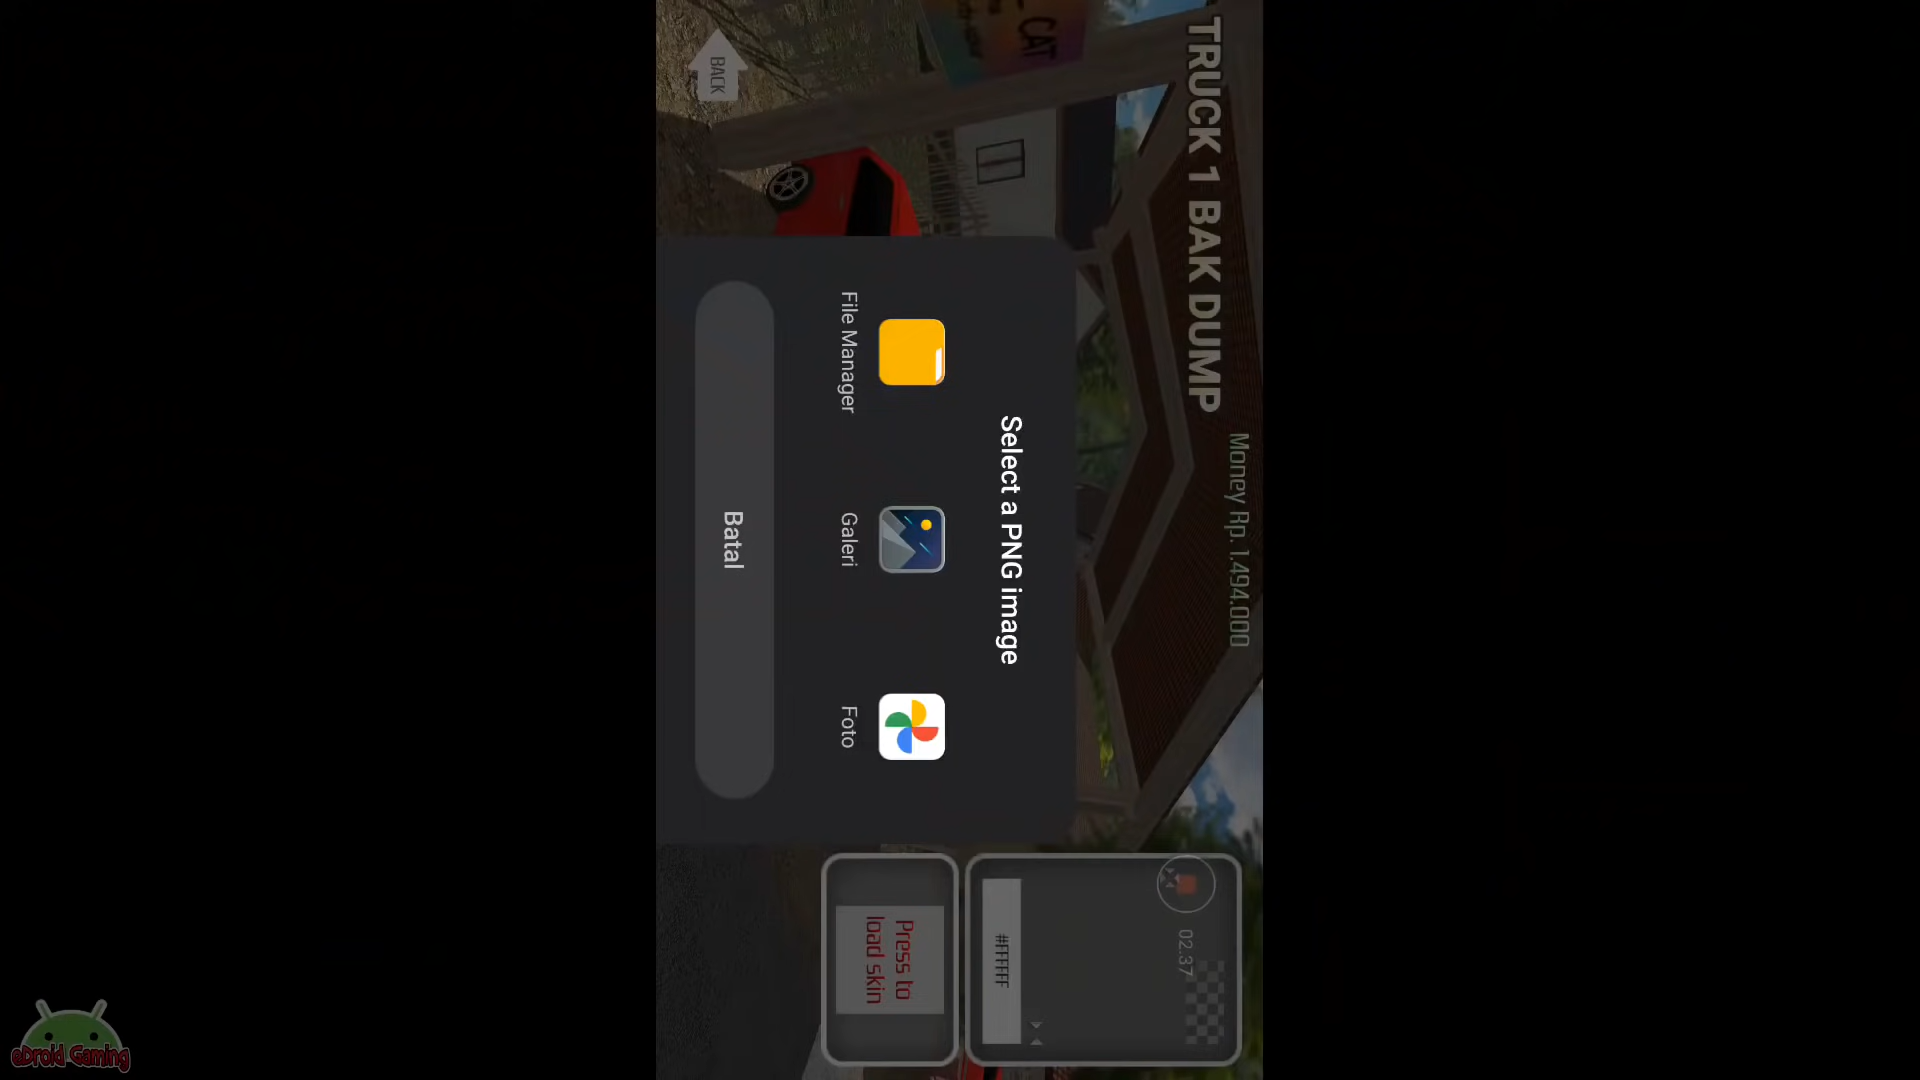 TRUCK 1 BAK DUMP
Money Rp. 1.494.000
BACK
CAT
Select a PNG image
File Manager
Galeri
Foto
Batal
02.37
#FFFFFF
Press to
load skin
eDroid Gaming